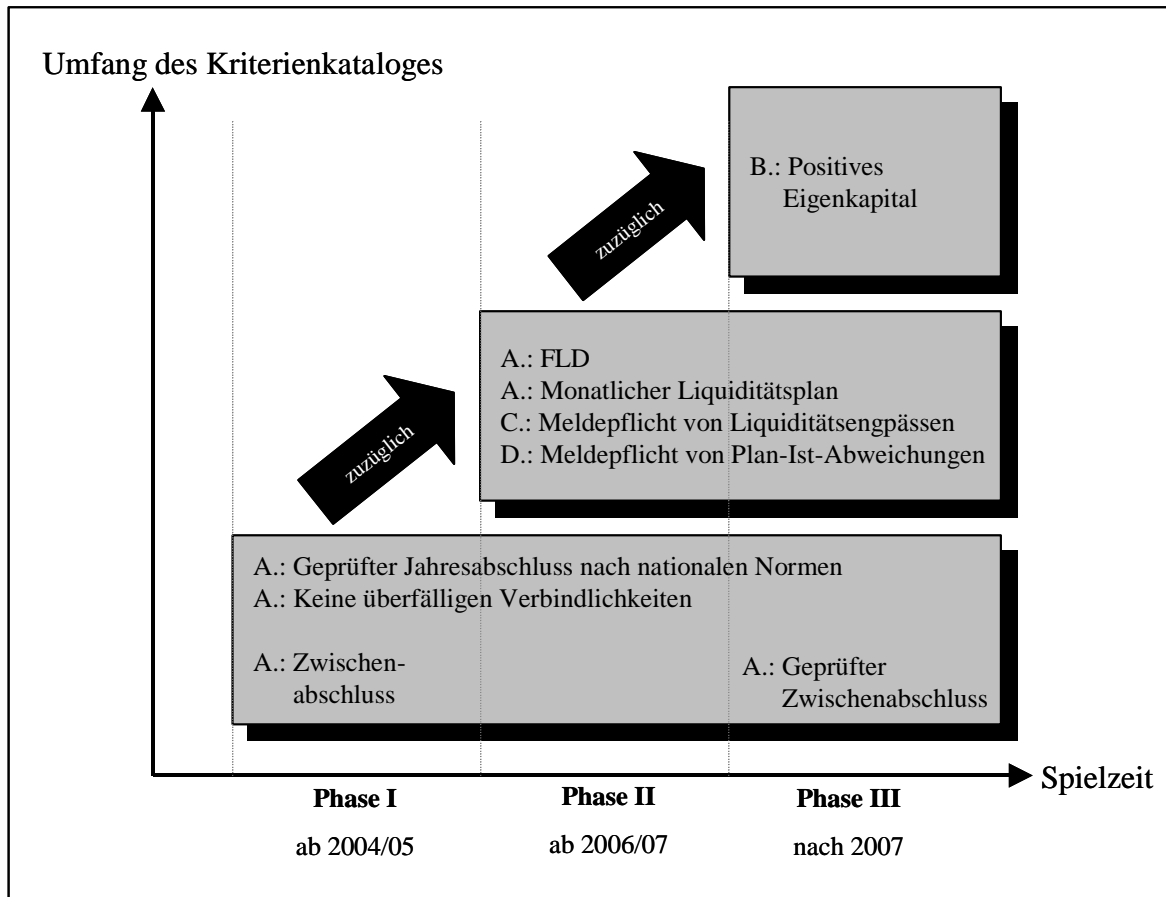 Umfang des Kriterienkataloges
B.: Positives
Eigenkapital
zuzüglich
A.: FLD
A.: Monatlicher Liquiditätsplan
C.: Meldepflicht von Liquiditätsengpässen
D.: Meldepflicht von Plan-Ist-Abweichungen
zuzüglich
A.: Geprüfter Jahresabschluss nach nationalen Normen
A.: Keine überfälligen Verbindlichkeiten
A.: Zwischen-
abschluss
A.: Geprüfter
Zwischenabschluss
Spielzeit
Phase I
Phase II
Phase III
ab 2004/05
ab 2006/07
nach 2007